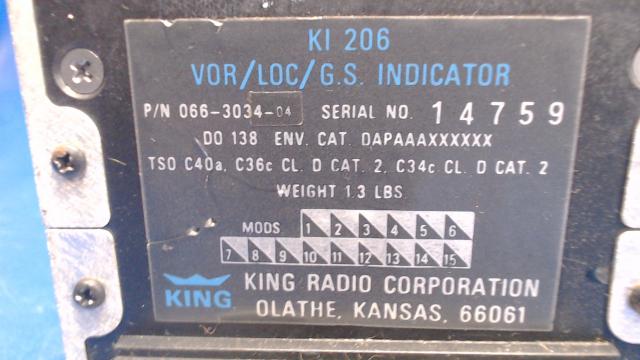 KI 206
VOR/LOC/G.S. INDICATOR
P/N 066-3034-04 SERIAL NO. 14759
DO 138 ENV. CAT. DAPAAAXXXXXX
TSO C40a, C36c CL. D CAT. 2, C34c CL. D CAT. 2
WEIGHT 1.3 LBS
MODS 1 2 3 4 5 6
7 8 9 10 11 12 13 14 15
KING KING RADIO CORPORATION
OLATHE, KANSAS, 66061